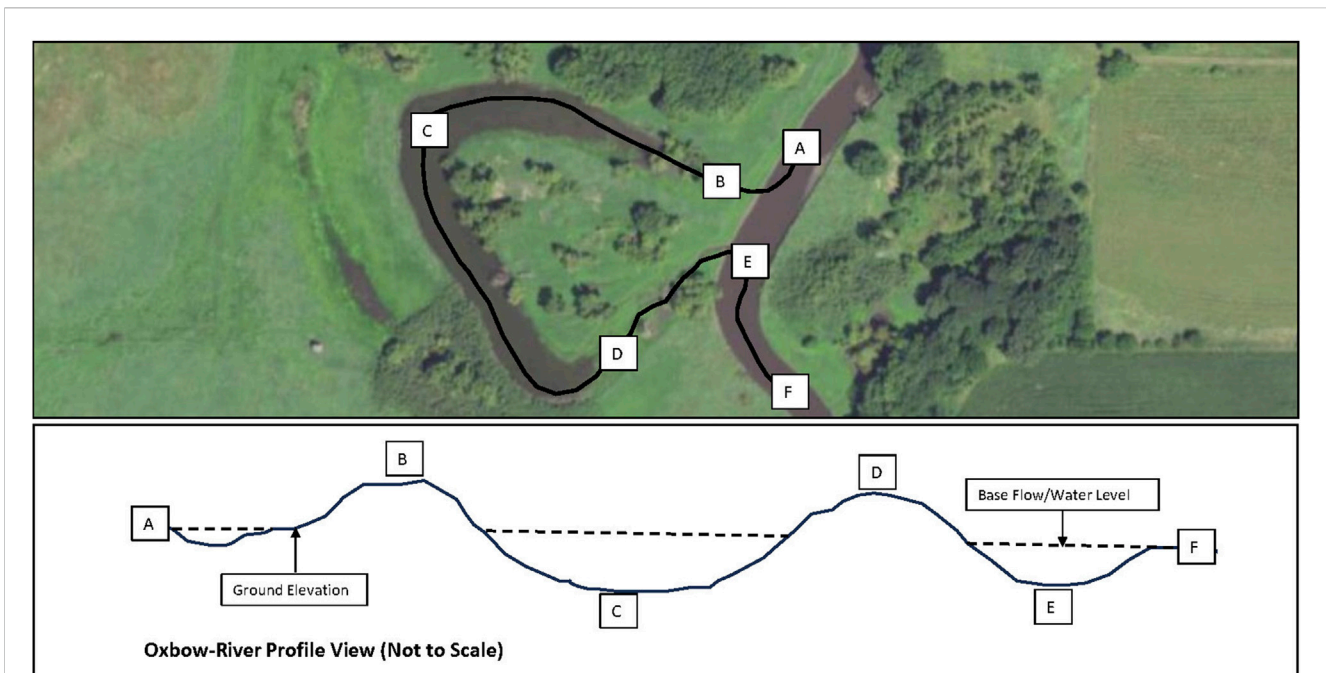 C
A
B
E
D
F
B
D
Base Flow/Water Level
A
F
Ground Elevation
C
E
Oxbow-River Profile View (Not to Scale)